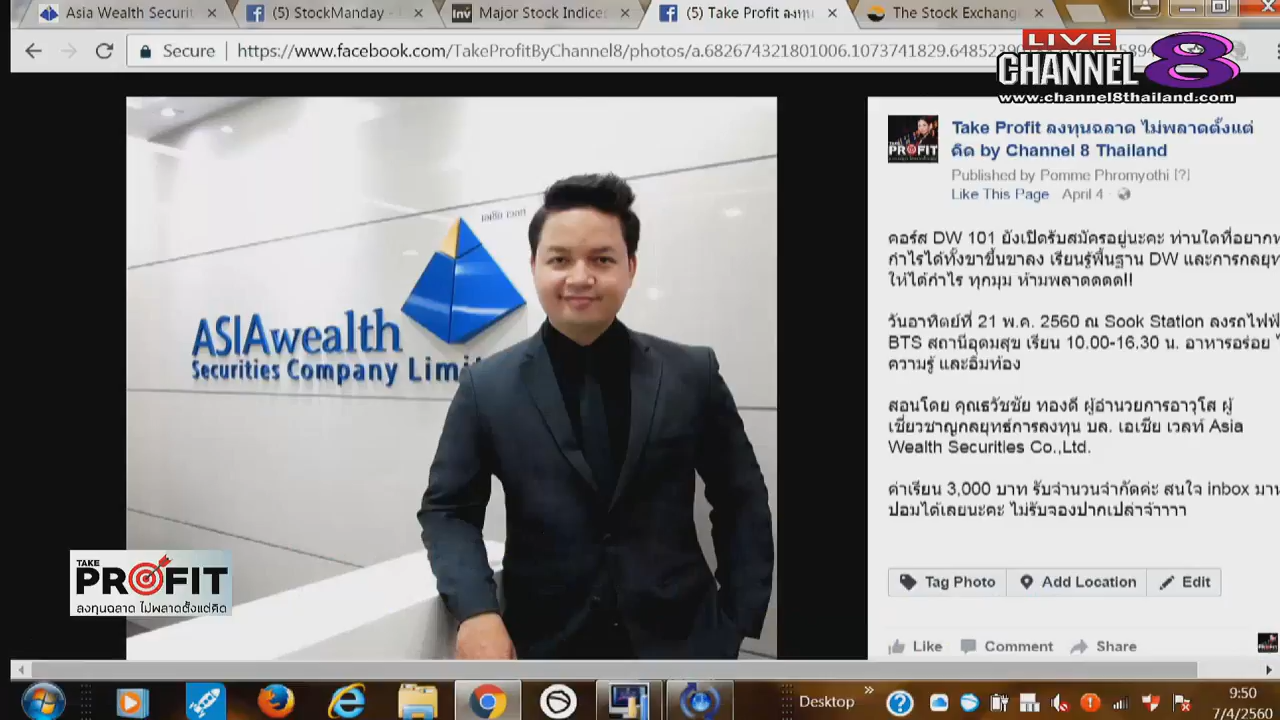 Asia Wealth Securit
(5) StockManday -
Major Stock Indices
(5) Take Profit ลงทุน
The Stock Exchang
Secure
https://www.facebook.com/TakeProfitByChannel8/photos/a.682674321801006.1073741829.648523
LIVE
CHANNEL 8
www.channel8thailand.com
เอเซีย เวลท์
ASIAwealth
Securities Company Limi
Take Profit ลงทุนฉลาด ไม่พลาดตั้งแต่
คิด by Channel 8 Thailand
Published by Pomme Phromyothi [?]
Like This Page April 4
คอร์ส DW 101 ยังเปิดรับสมัครอยู่นะคะ ท่านใดที่อยากท
กำไรได้ทั้งขาขึ้นขาลง เรียนรู้พื้นฐาน DW และการกลยุท
ให้ได้กำไร ทุกมุม ห้ามพลาดดดด!!
วันอาทิตย์ที่ 21 พ.ค. 2560 ณ Sook Station ลงรถไฟฟ้
BTS สถานีอุดมสุข เรียน 10.00-16.30 น. อาหารอร่อย
ความรู้ และอิ่มท้อง
สอนโดย คุณธวัชชัย ทองดี ผู้อำนวยการอาวุโส ผู้
เชี่ยวชาญกลยุทธ์การลงทุน บล. เอเชีย เวลท์ Asia
Wealth Securities Co.,Ltd.
ค่าเรียน 3,000 บาท รับจำนวนจำกัดค่ะ สนใจ inbox มาห
ปอมได้เลยนะคะ ไม่รับจองปากเปล่าจ้าาาา
Tag Photo
Add Location
Edit
Like
Comment
Share
TAKE
PROFIT
ลงทุนฉลาด ไม่พลาดตั้งแต่คิด
Desktop
9:50
7/4/2560